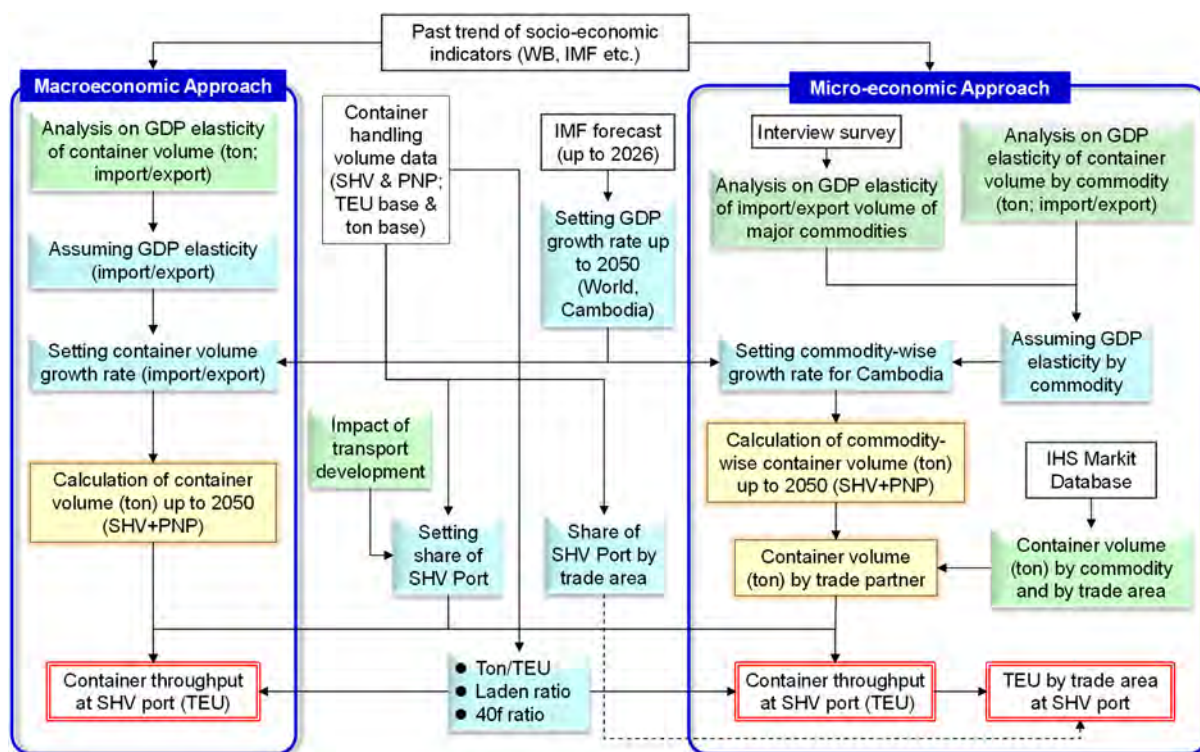 Past trend of socio-economic
indicators (WB, IMF etc.)
Macroeconomic Approach
Analysis on GDP elasticity
of container volume (ton;
import/export)
Assuming GDP elasticity
(import/export)
Setting container volume
growth rate (import/export)
Calculation of container
volume (ton) up to 2050
(SHV+PNP)
Container throughput
at SHV port (TEU)
Container
handling
volume data
(SHV & PNP;
TEU base &
ton base)
IMF forecast
(up to 2026)
Setting GDP
growth rate up
to 2050
(World,
Cambodia)
Impact of
transport
development
Setting
share of
SHV Port
Share of
SHV Port by
trade area
● Ton/TEU
● Laden ratio
● 40f ratio
Micro-economic Approach
Interview survey
Analysis on GDP elasticity
of import/export volume of
major commodities
Analysis on GDP
elasticity of container
volume by commodity
(ton; import/export)
Setting commodity-wise
growth rate for Cambodia
Assuming GDP
elasticity by
commodity
Calculation of commodity-
wise container volume (ton)
up to 2050 (SHV+PNP)
IHS Markit
Database
Container volume
(ton) by trade partner
Container volume
(ton) by commodity
and by trade area
Container throughput
at SHV port (TEU)
TEU by trade area
at SHV port